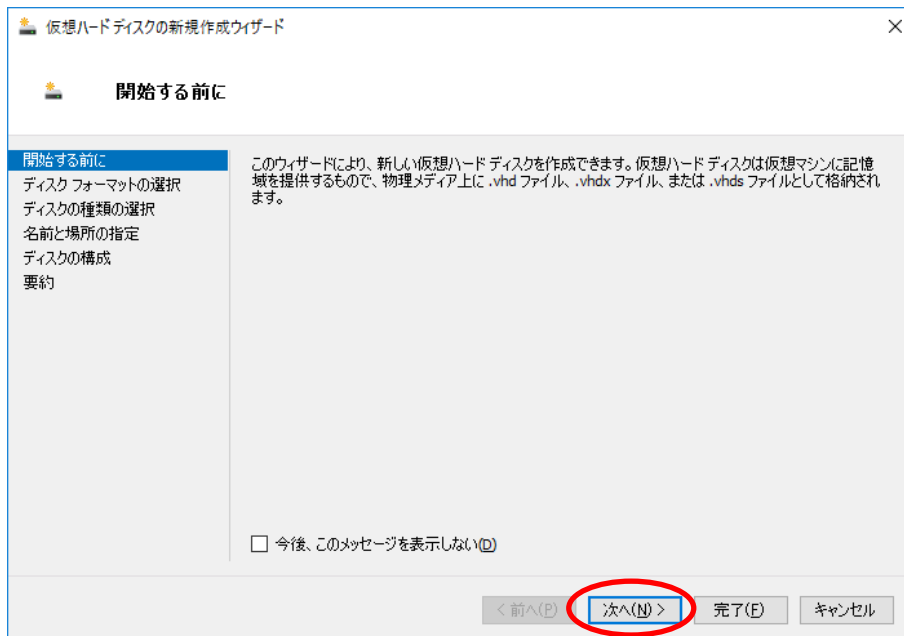 仮想ハード ディスクの新規作成ウィザード
開始する前に
開始する前に
ディスク フォーマットの選択
ディスクの種類の選択
名前と場所の指定
ディスクの構成
要約
このウィザードにより、新しい仮想ハード ディスクを作成できます。仮想ハード ディスクは仮想マシンに記憶
域を提供するもので、物理メディア上に .vhd ファイル、.vhdx ファイル、または .vhds ファイルとして格納され
ます。
今後、このメッセージを表示しない(D)
< 前へ(P)
次へ(N) >
完了(F)
キャンセル